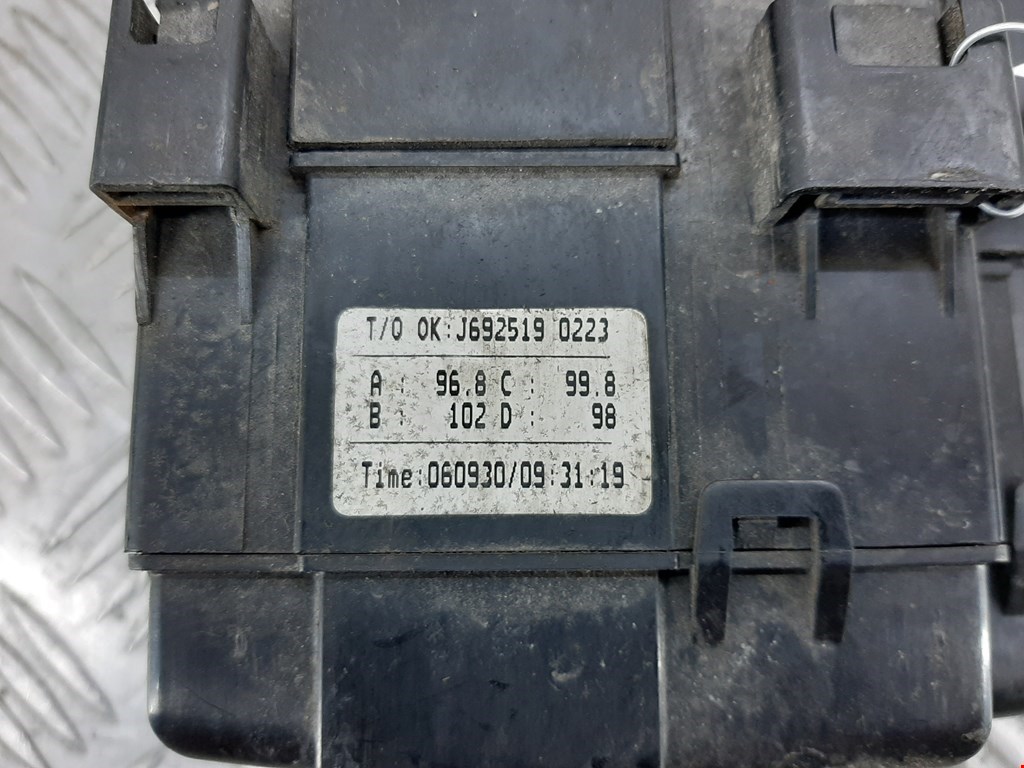 T/O OK:J692519 0223
A : 96.8 C : 99.8
B : 102 D : 98
Time:060930/09:31:19